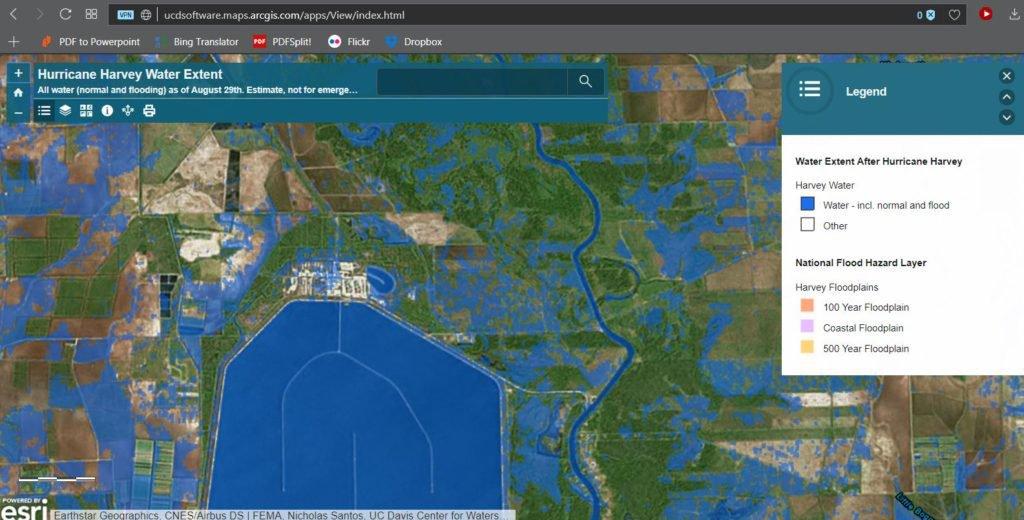 VPN
ucdsoftware.maps.arcgis.com/apps/View/index.html
0
PDF to Powerpoint
Bing Translator
PDF
PDFSplit!
Flickr
Dropbox
Hurricane Harvey Water Extent
All water (normal and flooding) as of August 29th. Estimate, not for emerge...
Legend
Water Extent After Hurricane Harvey
Harvey Water
Water - incl. normal and flood
Other
National Flood Hazard Layer
Harvey Floodplains
100 Year Floodplain
Coastal Floodplain
500 Year Floodplain
POWERED BY
esri
Earthstar Geographics, CNES/Airbus DS | FEMA, Nicholas Santos, UC Davis Center for Waters...